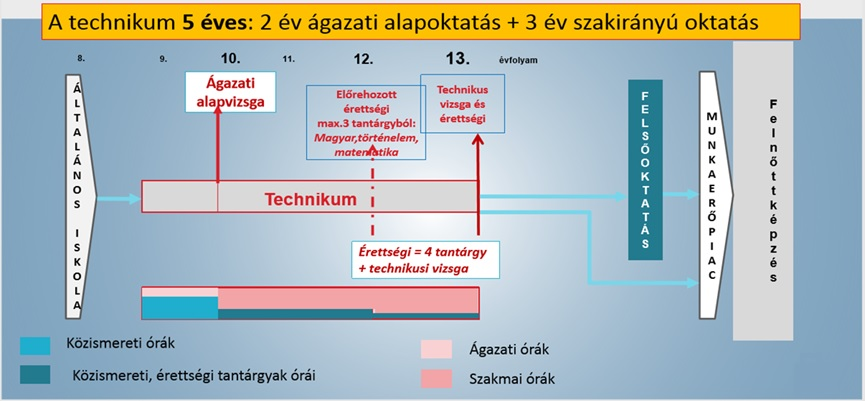 A technikum 5 éves: 2 év ágazati alapoktatás + 3 év szakirányú oktatás
8. 9. 10. 11. 12. 13. évfolyam
Ágazati
alapvizsga
Előrehozott
érettségi
max.3 tantárgyból:
Magyar,történelem,
matematika
Technikus
vizsga és
érettségi
ÁLTALÁNOS ISKOLA
Technikum
FELSŐOKTATÁS
MUNKAERŐPIAC
Felnőttképzés
Érettségi = 4 tantárgy
+ technikusi vizsga
Közismereti órák
Ágazati órák
Közismereti, érettségi tantárgyak órái
Szakmai órák